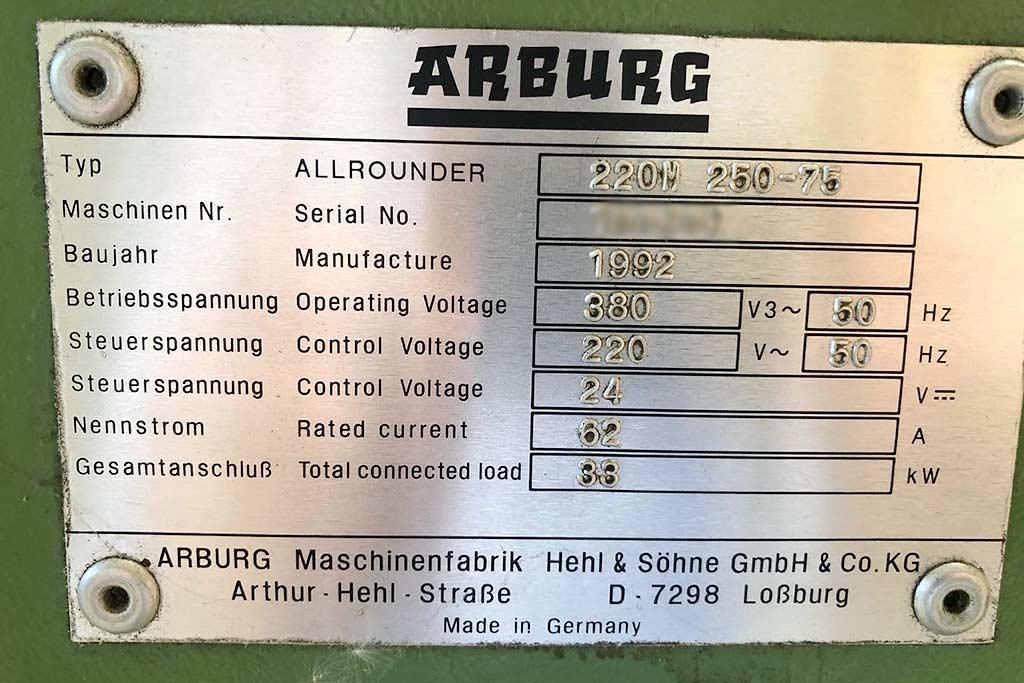 ARBURG
Typ ALLROUNDER 220M 250-75
Maschinen Nr. Serial No.
Baujahr Manufacture 1992
Betriebsspannung Operating Voltage 380 V3~ 50 Hz
Steuerspannung Control Voltage 220 V~ 50 Hz
Steuerspannung Control Voltage 24 V⎓
Nennstrom Rated current 62 A
Gesamtanschluß Total connected load 33 kW
ARBURG Maschinenfabrik Hehl & Söhne GmbH & Co. KG
Arthur - Hehl - Straße D - 7298 Loßburg
Made in Germany